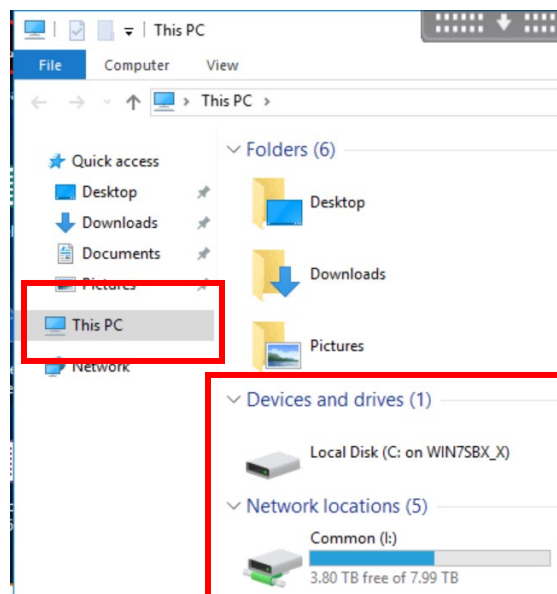 This PC
File Computer View
This PC
Quick access
Desktop
Downloads
Documents
Pictures
This PC
Network
Folders (6)
Desktop
Downloads
Pictures
Devices and drives (1)
Local Disk (C: on WIN7SBX_X)
Network locations (5)
Common (I:)
3.80 TB free of 7.99 TB